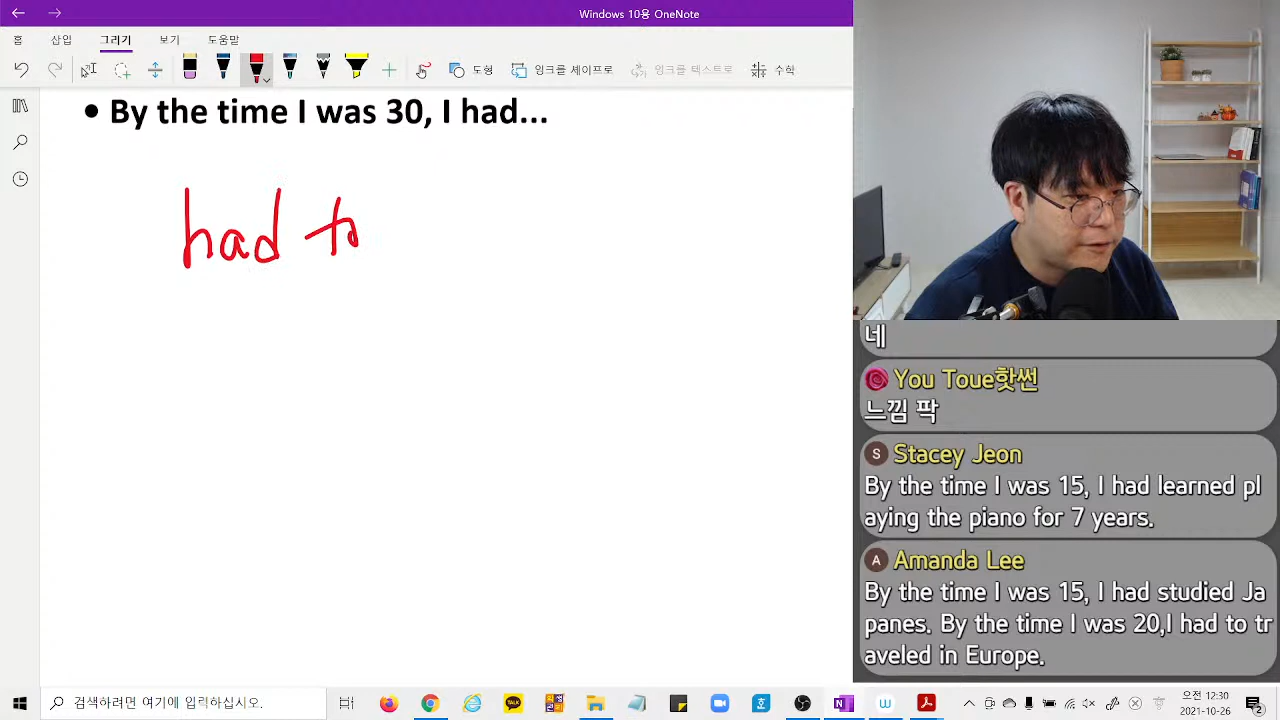 Windows 10용 OneNote
홈 삽입 그리기 보기 도움말
도형 잉크를 셰이프로 잉크를 텍스트로 수학
• By the time I was 30, I had...
had to
네
You Toue핫썬
느낌 팍
S Stacey Jeon
By the time I was 15, I had learned pl
aying the piano for 7 years.
A Amanda Lee
By the time I was 15, I had studied Ja
panes. By the time I was 20,I had to tr
aveled in Europe.
검색하려면 여기에 입력하십시오.
TALK
N
W
A
오전 7:30
2021-10-26
2